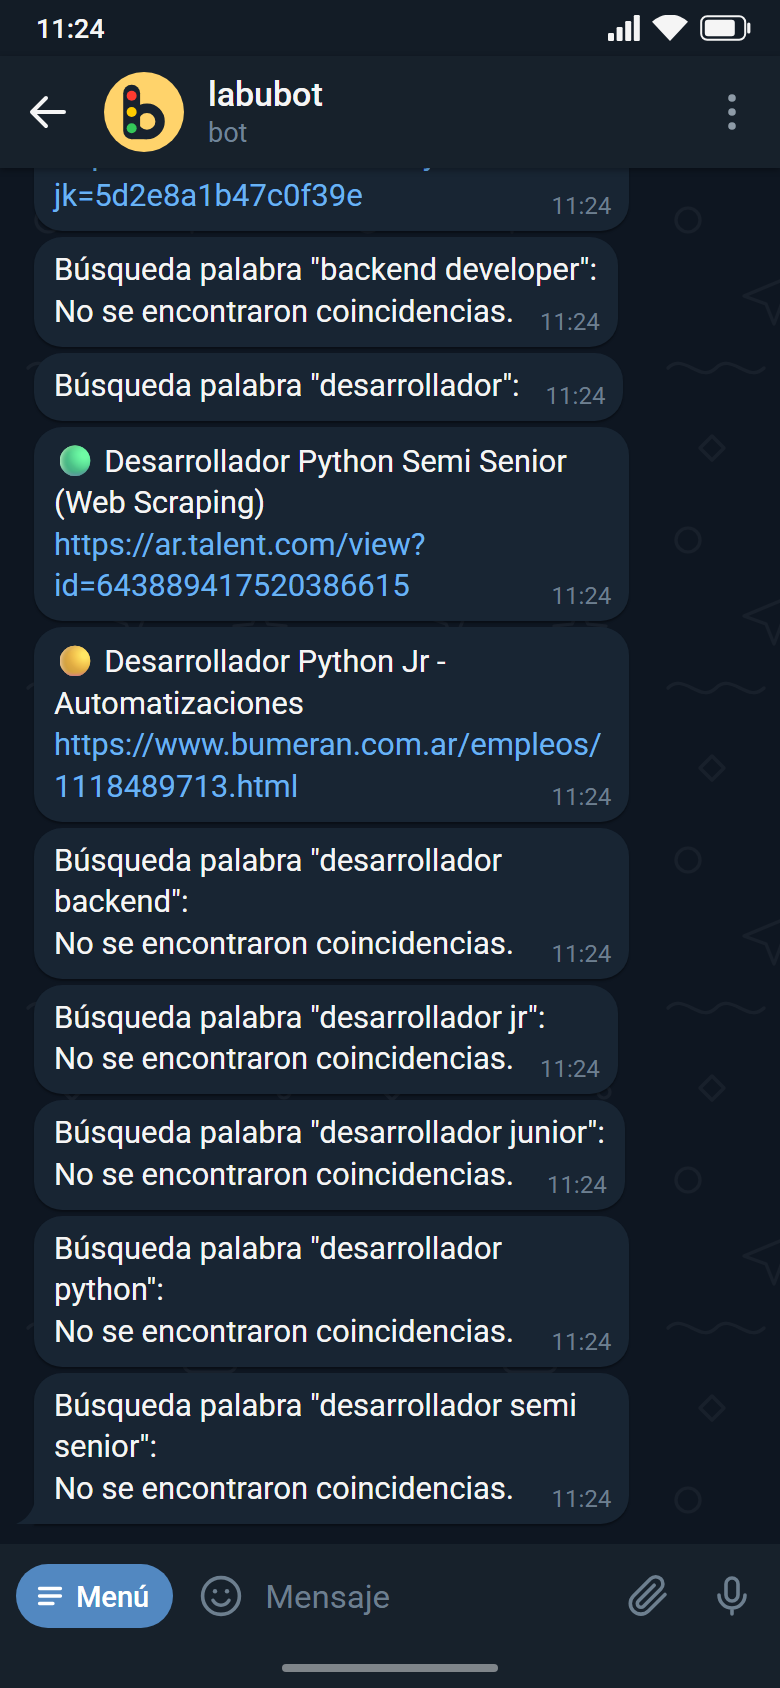 11:24
labubot
bot
jk=5d2e8a1b47c0f39e
11:24
Búsqueda palabra "backend developer":
No se encontraron coincidencias.
11:24
Búsqueda palabra "desarrollador":
11:24
Desarrollador Python Semi Senior
(Web Scraping)
https://ar.talent.com/view?
id=643889417520386615
11:24
Desarrollador Python Jr -
Automatizaciones
https://www.bumeran.com.ar/empleos/
1118489713.html
11:24
Búsqueda palabra "desarrollador
backend":
No se encontraron coincidencias.
11:24
Búsqueda palabra "desarrollador jr":
No se encontraron coincidencias.
11:24
Búsqueda palabra "desarrollador junior":
No se encontraron coincidencias.
11:24
Búsqueda palabra "desarrollador
python":
No se encontraron coincidencias.
11:24
Búsqueda palabra "desarrollador semi
senior":
No se encontraron coincidencias.
11:24
Menú
Mensaje